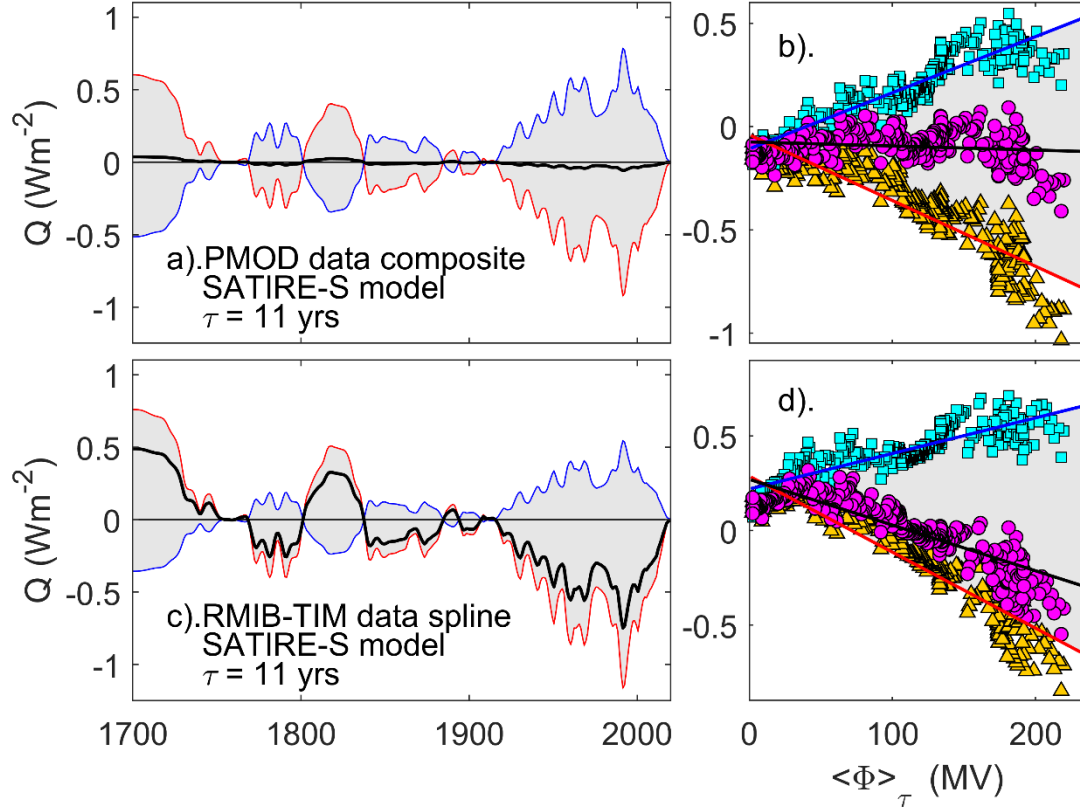 1
0.5
0
-0.5
-1
Q (Wm⁻²)
a).PMOD data composite
SATIRE-S model
τ = 11 yrs
b).
0.5
0
-0.5
-1
1
0.5
0
-0.5
-1
Q (Wm⁻²)
c).RMIB-TIM data spline
SATIRE-S model
τ = 11 yrs
1700 1800 1900 2000
d).
0.5
0
-0.5
0 100 200
<Φ>τ (MV)